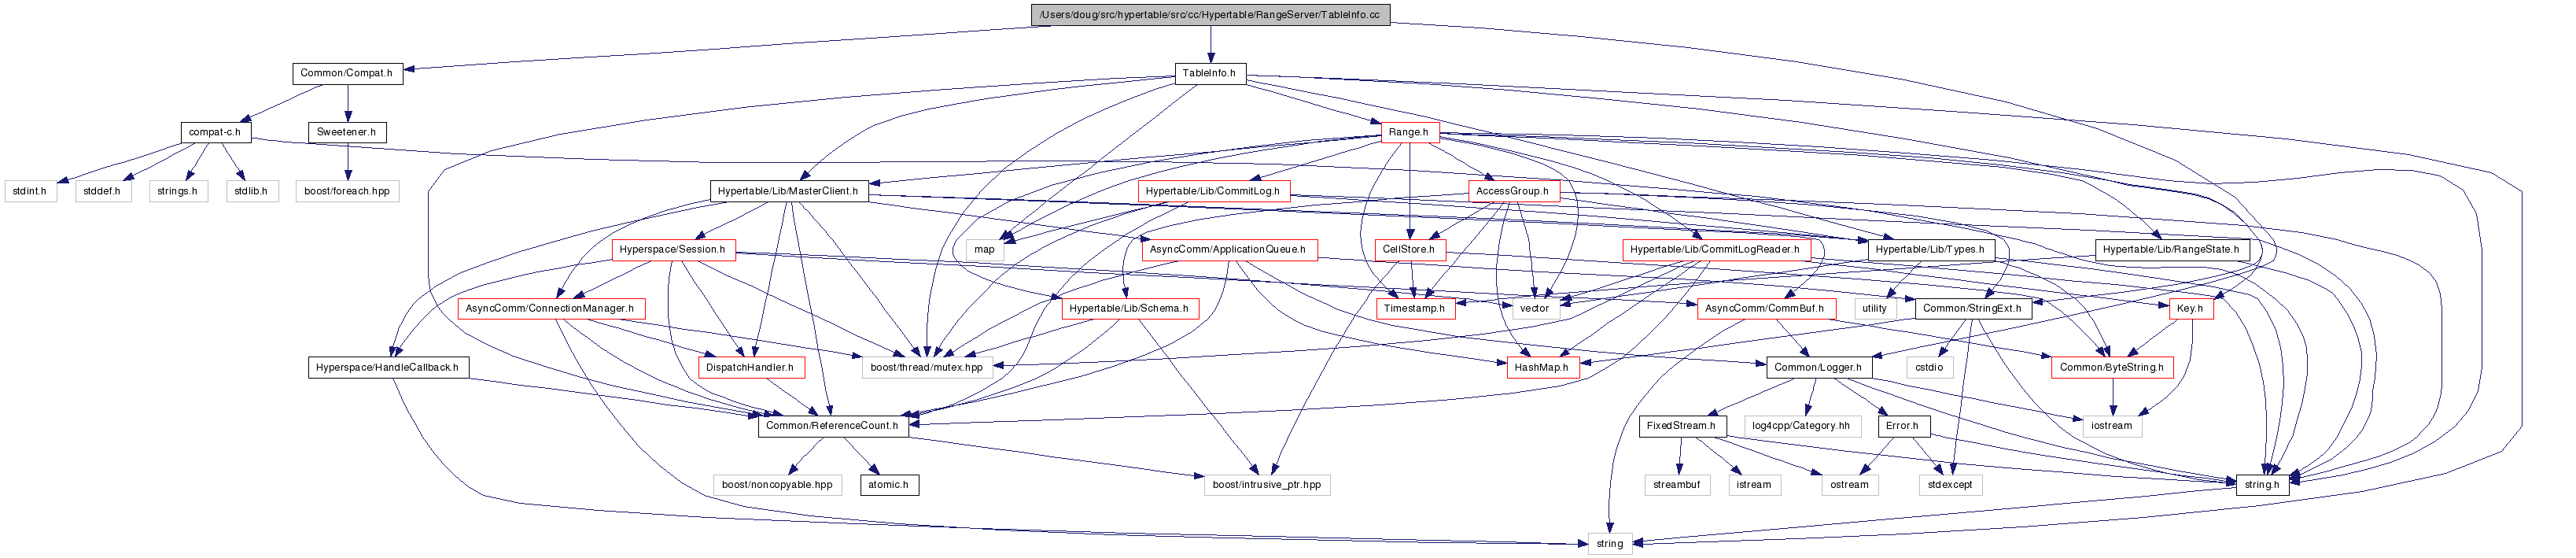 /Users/doug/src/hypertable/src/cc/Hypertable/RangeServer/TableInfo.cc
Common/Compat.h
TableInfo.h
compat-c.h
Sweetener.h
Range.h
stdint.h
stddef.h
strings.h
stdlib.h
boost/foreach.hpp
Hypertable/Lib/MasterClient.h
Hypertable/Lib/CommitLog.h
AccessGroup.h
Hyperspace/Session.h
map
AsyncComm/ApplicationQueue.h
CellStore.h
Hypertable/Lib/CommitLogReader.h
Hypertable/Lib/Types.h
Hypertable/Lib/RangeState.h
AsyncComm/ConnectionManager.h
Hypertable/Lib/Schema.h
Timestamp.h
vector
AsyncComm/CommBuf.h
utility
Common/StringExt.h
Key.h
Hyperspace/HandleCallback.h
DispatchHandler.h
boost/thread/mutex.hpp
HashMap.h
Common/Logger.h
cstdio
Common/ByteString.h
Common/ReferenceCount.h
FixedStream.h
log4cpp/Category.hh
Error.h
iostream
boost/noncopyable.hpp
atomic.h
boost/intrusive_ptr.hpp
streambuf
istream
ostream
stdexcept
string.h
string